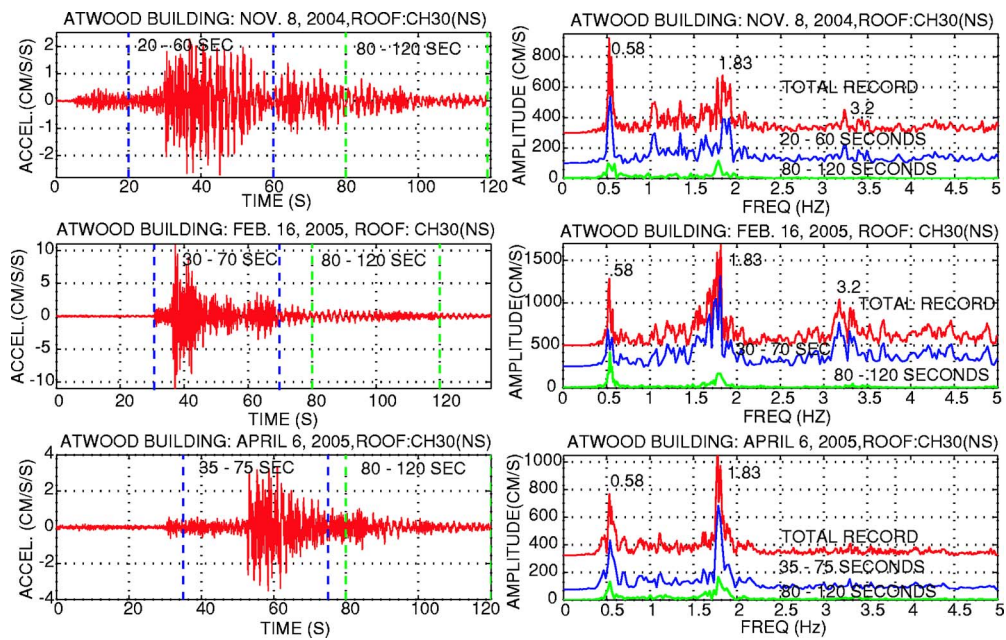 ATWOOD BUILDING: NOV. 8, 2004,ROOF:CH30(NS)
20 - 60 SEC
80 - 120 SEC
ACCEL.(CM/S/S)
2
0
-2
0 20 40 60 80 100 120
TIME (S)
ATWOOD BUILDING: NOV. 8, 2004,ROOF:CH30(NS)
0.58
1.83
TOTAL RECORD
3.2
20 - 60 SECONDS
80 - 120 SECONDS
AMPLITUDE (CM/S)
800
600
400
200
0
0 0.5 1 1.5 2 2.5 3 3.5 4 4.5 5
FREQ (HZ)
ATWOOD BUILDING: FEB. 16, 2005, ROOF: CH30(NS)
30 - 70 SEC
80 - 120 SEC
ACCEL.(CM/S/S)
10
5
0
-5
-10
0 20 40 60 80 100 120
TIME (S)
ATWOOD BUILDING: FEB. 16, 2005, ROOF: CH30(NS)
.58
1.83
3.2
TOTAL RECORD
30 - 70 SEC
80 -120 SECONDS
AMPLITUDE(CM/S)
1500
1000
500
0
0 0.5 1 1.5 2 2.5 3 3.5 4 4.5 5
FREQ (HZ)
ATWOOD BUILDING: APRIL 6, 2005,ROOF:CH30(NS)
35 - 75 SEC
80 - 120 SEC
ACCEL. (CM/S/S)
4
2
0
-2
-4
0 20 40 60 80 100 120
TIME (S)
ATWOOD BUILDING: APRIL 6, 2005,ROOF:CH30(NS)
0.58
1.83
TOTAL RECORD
35 - 75 SECONDS
80 - 120 SECONDS
AMPLITUDE(CM/S)
1000
800
600
400
200
0
0 0.5 1 1.5 2 2.5 3 3.5 4 4.5 5
FREQ (HZ)